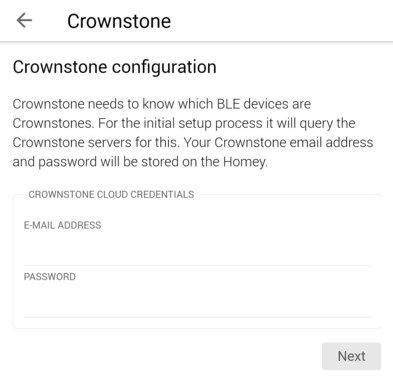 Crownstone
Crownstone configuration
Crownstone needs to know which BLE devices are
Crownstones. For the initial setup process it will query the
Crownstone servers for this. Your Crownstone email address
and password will be stored on the Homey.
CROWNSTONE CLOUD CREDENTIALS
E-MAIL ADDRESS
PASSWORD
Next